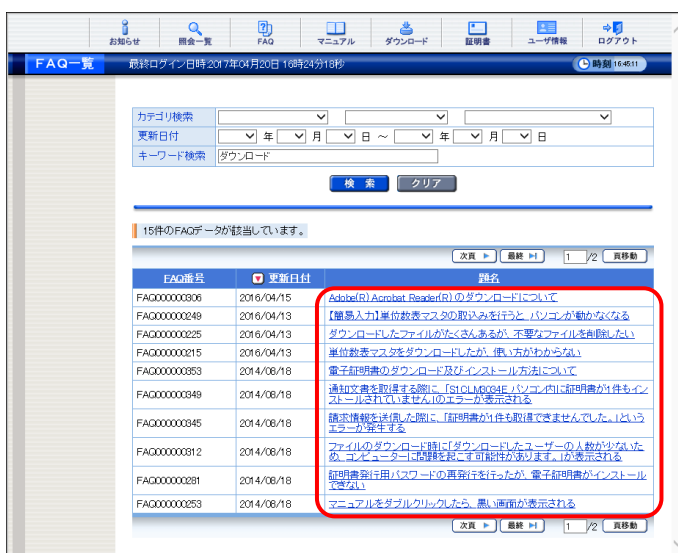 お知らせ 照会一覧 FAQ マニュアル ダウンロード 証明書 ユーザ情報 ログアウト
FAQ一覧 最終ログイン日時:2017年04月20日 16時24分18秒 時刻 16:45:11
カテゴリ検索
更新日付 年 月 日 ～ 年 月 日
キーワード検索 ダウンロード
検 索 クリア
15件のFAQデータが該当しています。
次頁 最終 1 /2 頁移動
FAQ番号 更新日付 題名
FAQ000000306 2016/04/15 Adobe(R) Acrobat Reader(R) のダウンロードについて
FAQ000000249 2016/04/13 【簡易入力】単位数表マスタの取込みを行うと、パソコンが動かなくなる
FAQ000000225 2016/04/13 ダウンロードしたファイルがたくさんあるが、不要なファイルを削除したい
FAQ000000215 2016/04/13 単位数表マスタをダウンロードしたが、使い方がわからない
FAQ000000353 2014/08/18 電子証明書のダウンロード及びインストール方法について
FAQ000000349 2014/06/18 通知文書を取得する際に、「S1CLM3034E パソコン内に証明書が1件もイン
ストールされていません」のエラーが表示される
FAQ000000345 2014/06/18 請求情報を送信した際に、「証明書が1件も取得できませんでした。」という
エラーが発生する
FAQ000000312 2014/06/18 ファイルのダウンロード時に「ダウンロードしたユーザーの人数が少ないた
め、コンピューターに問題を起こす可能性があります。」が表示される
FAQ000000281 2014/06/18 証明書発行用パスワードの再発行を行ったが、電子証明書がインストール
できない
FAQ000000253 2014/06/18 マニュアルをダブルクリックしたら、黒い画面が表示される
次頁 最終 1 /2 頁移動